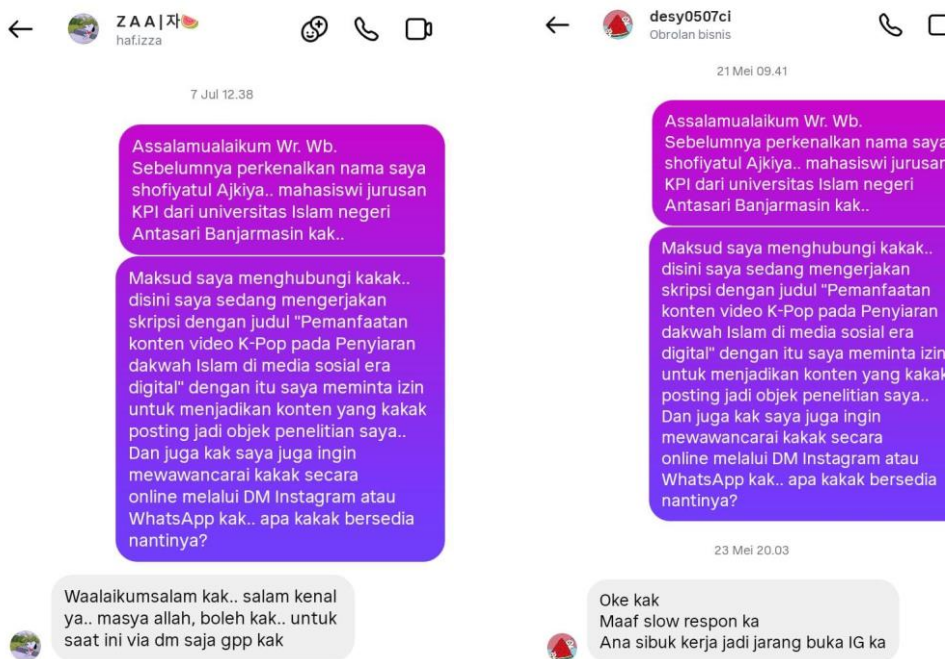 ZAA|자🍉
haf.izza
7 Jul 12.38
Assalamualaikum Wr. Wb.
Sebelumnya perkenalkan nama saya
shofiyatul Ajkiya.. mahasiswi jurusan
KPI dari universitas Islam negeri
Antasari Banjarmasin kak..
Maksud saya menghubungi kakak..
disini saya sedang mengerjakan
skripsi dengan judul "Pemanfaatan
konten video K-Pop pada Penyiaran
dakwah Islam di media sosial era
digital" dengan itu saya meminta izin
untuk menjadikan konten yang kakak
posting jadi objek penelitian saya..
Dan juga kak saya juga ingin
mewawancarai kakak secara
online melalui DM Instagram atau
WhatsApp kak.. apa kakak bersedia
nantinya?
Waalaikumsalam kak.. salam kenal
ya.. masya allah, boleh kak.. untuk
saat ini via dm saja gpp kak
desy0507ci
Obrolan bisnis
21 Mei 09.41
Assalamualaikum Wr. Wb.
Sebelumnya perkenalkan nama saya
shofiyatul Ajkiya.. mahasiswi jurusan
KPI dari universitas Islam negeri
Antasari Banjarmasin kak..
Maksud saya menghubungi kakak..
disini saya sedang mengerjakan
skripsi dengan judul "Pemanfaatan
konten video K-Pop pada Penyiaran
dakwah Islam di media sosial era
digital" dengan itu saya meminta izin
untuk menjadikan konten yang kakak
posting jadi objek penelitian saya..
Dan juga kak saya juga ingin
mewawancarai kakak secara
online melalui DM Instagram atau
WhatsApp kak.. apa kakak bersedia
nantinya?
23 Mei 20.03
Oke kak
Maaf slow respon ka
Ana sibuk kerja jadi jarang buka IG ka